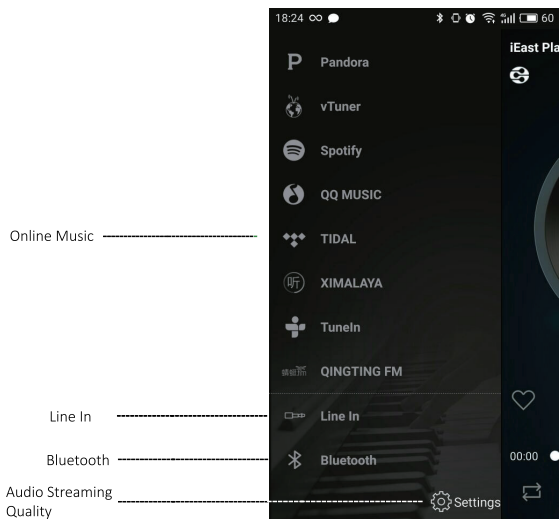 18:24
60
iEast Pla
Pandora
vTuner
Spotify
QQ MUSIC
Online Music
TIDAL
听
XIMALAYA
TuneIn
QINGTING FM
Line In
Line In
Bluetooth
Bluetooth
00:00
Audio Streaming
Quality
Settings